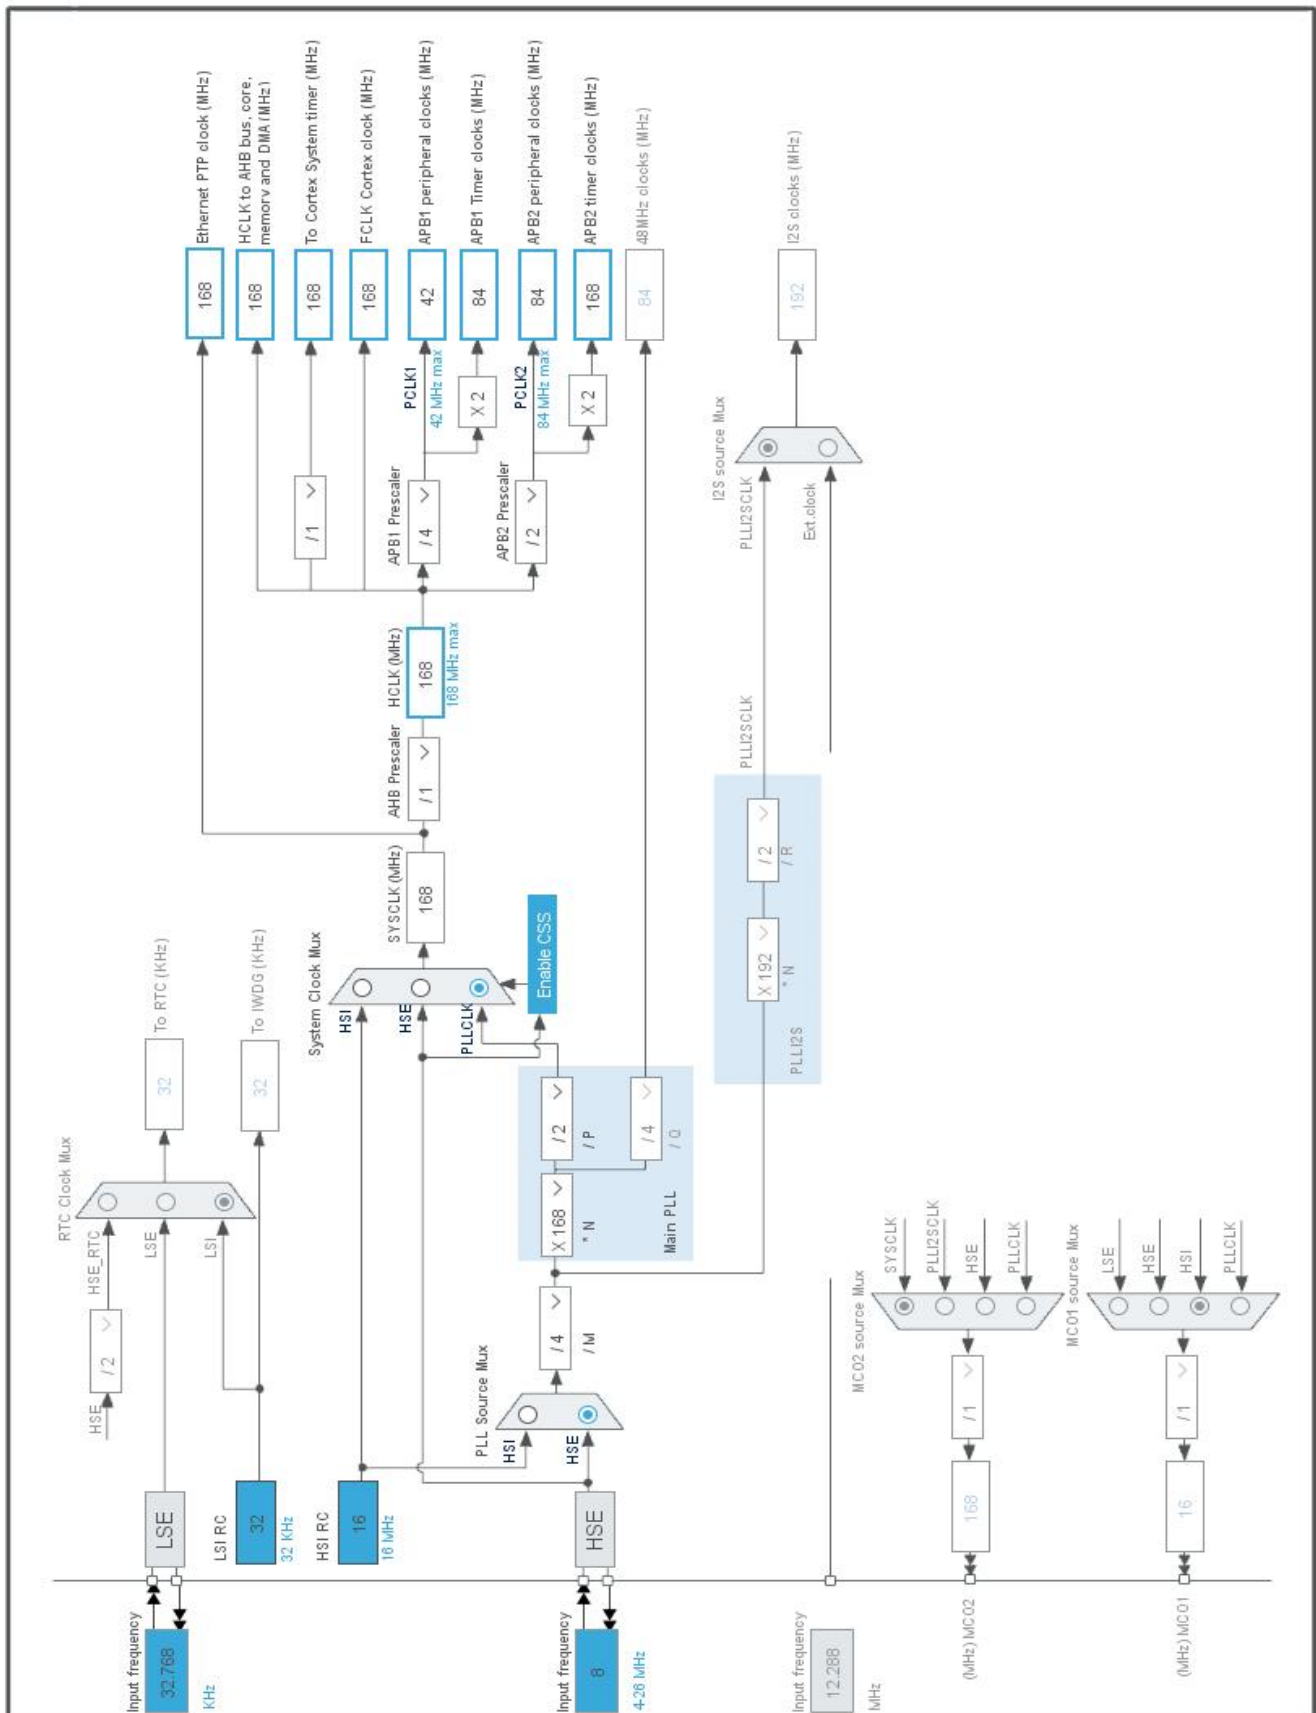 RTC Clock Mux
HSE
/ 2
HSE_RTC
To RTC (KHz)
32
Input frequency
32.768
KHz
LSE
LSE
LSI
LSI RC
32
32 KHz
To IWDG (KHz)
32
HSI RC
16
16 MHz
System Clock Mux
HSI
HSE
PLLCLK
Enable CSS
SYSCLK (MHz)
168
AHB Prescaler
/ 1
HCLK (MHz)
168
168 MHz max
168
Ethernet PTP clock (MHz)
168
HCLK to AHB bus, core,
memory and DMA (MHz)
/ 1
168
To Cortex System timer (MHz)
168
FCLK Cortex clock (MHz)
APB1 Prescaler
/ 4
PCLK1
42 MHz max
42
APB1 peripheral clocks (MHz)
X 2
84
APB1 Timer clocks (MHz)
APB2 Prescaler
/ 2
PCLK2
84 MHz max
84
APB2 peripheral clocks (MHz)
X 2
168
APB2 timer clocks (MHz)
84
48MHz clocks (MHz)
PLL Source Mux
HSI
HSE
Input frequency
8
4-26 MHz
HSE
/ 4
/ M
X 168
* N
/ 2
/ P
/ 4
/ Q
Main PLL
X 192
* N
/ 2
/ R
PLLI2S
PLLI2SCLK
I2S source Mux
PLLI2SCLK
Ext.clock
192
I2S clocks (MHz)
Input frequency
12.288
MHz
MCO2 source Mux
SYSCLK
PLLI2SCLK
HSE
PLLCLK
(MHz) MCO2
168
/ 1
MCO1 source Mux
LSE
HSE
HSI
PLLCLK
(MHz) MCO1
16
/ 1